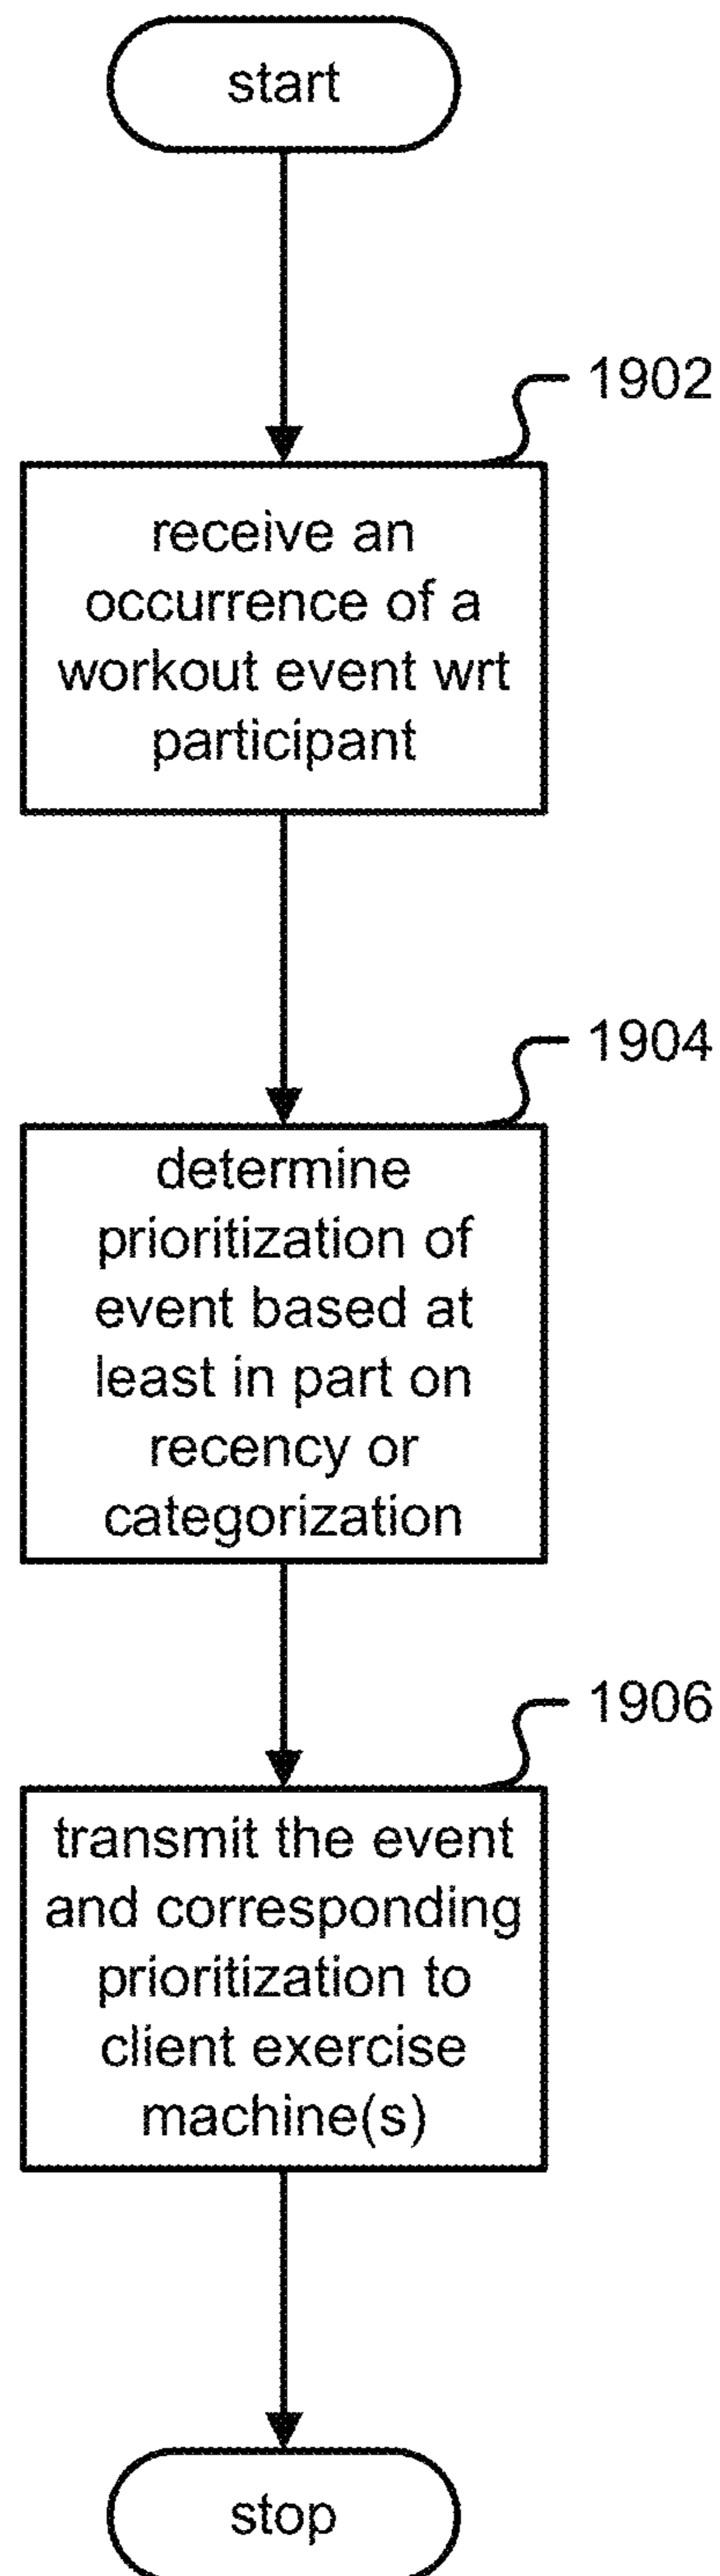 start
1902
receive an
occurrence of a
workout event wrt
participant
1904
determine
prioritization of
event based at
least in part on
recency or
categorization
1906
transmit the event
and corresponding
prioritization to
client exercise
machine(s)
stop